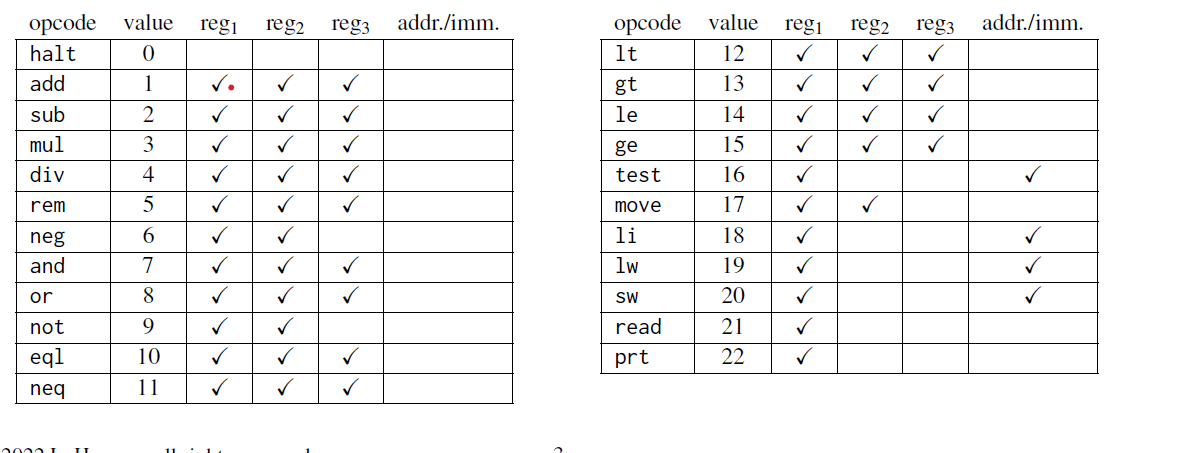 opcode value reg1 reg2 reg3 addr./imm.
halt 0
add 1 ✓ ✓ ✓
sub 2 ✓ ✓ ✓
mul 3 ✓ ✓ ✓
div 4 ✓ ✓ ✓
rem 5 ✓ ✓ ✓
neg 6 ✓ ✓
and 7 ✓ ✓ ✓
or 8 ✓ ✓ ✓
not 9 ✓ ✓
eql 10 ✓ ✓ ✓
neq 11 ✓ ✓ ✓
opcode value reg1 reg2 reg3 addr./imm.
lt 12 ✓ ✓ ✓
gt 13 ✓ ✓ ✓
le 14 ✓ ✓ ✓
ge 15 ✓ ✓ ✓
test 16 ✓ ✓
move 17 ✓ ✓
li 18 ✓ ✓
lw 19 ✓ ✓
sw 20 ✓ ✓
read 21 ✓
prt 22 ✓